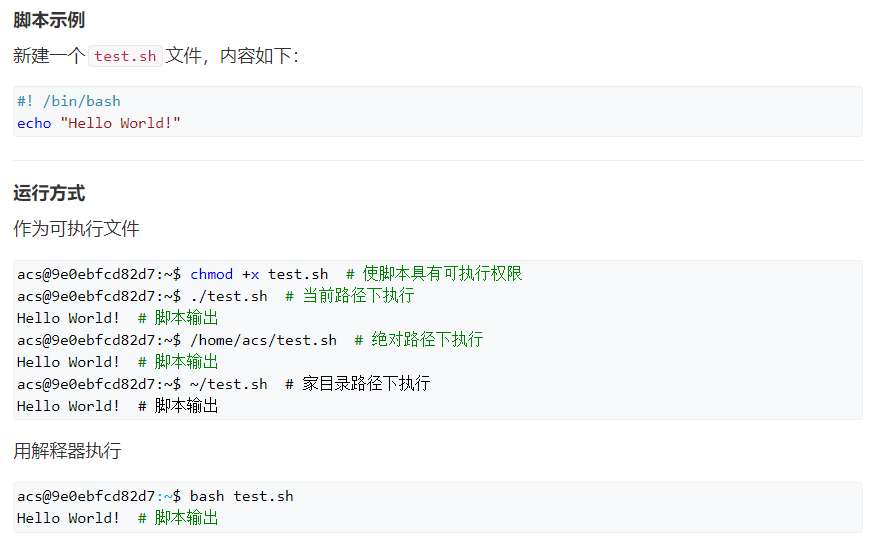 脚本示例
新建一个 test.sh 文件，内容如下：
#! /bin/bash
echo "Hello World!"
运行方式
作为可执行文件
acs@9e0ebfcd82d7:~$ chmod +x test.sh  # 使脚本具有可执行权限
acs@9e0ebfcd82d7:~$ ./test.sh  # 当前路径下执行
Hello World!  # 脚本输出
acs@9e0ebfcd82d7:~$ /home/acs/test.sh  # 绝对路径下执行
Hello World!  # 脚本输出
acs@9e0ebfcd82d7:~$ ~/test.sh  # 家目录路径下执行
Hello World!  # 脚本输出
用解释器执行
acs@9e0ebfcd82d7:~$ bash test.sh
Hello World!  # 脚本输出